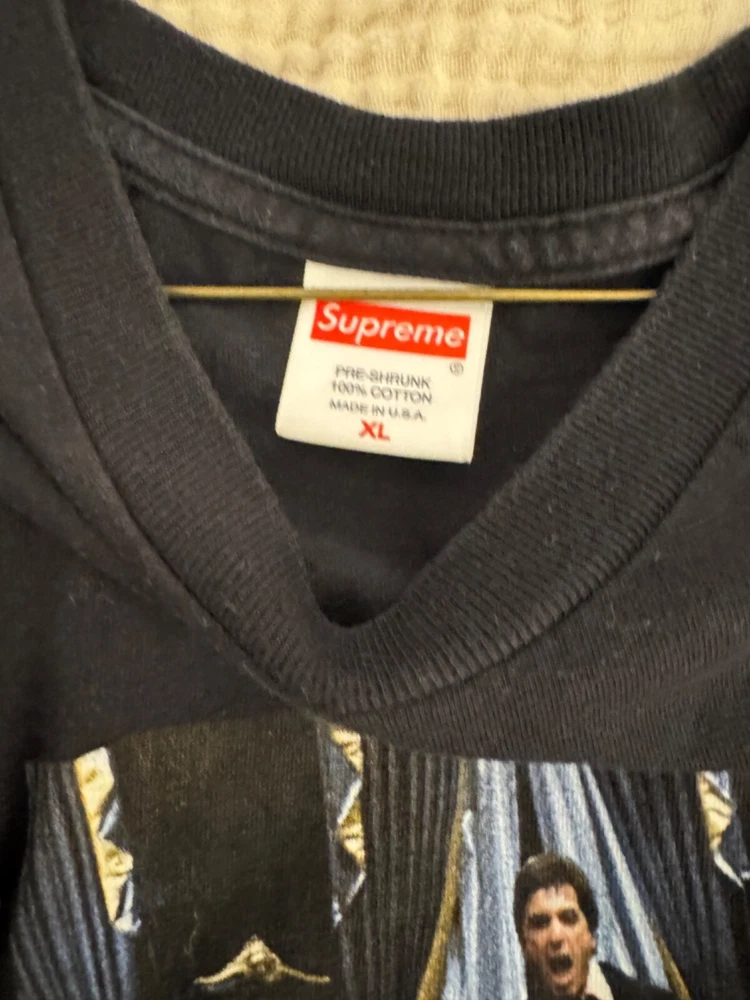 Supreme
©
PRE-SHRUNK
100% COTTON
MADE IN U.S.A.
XL